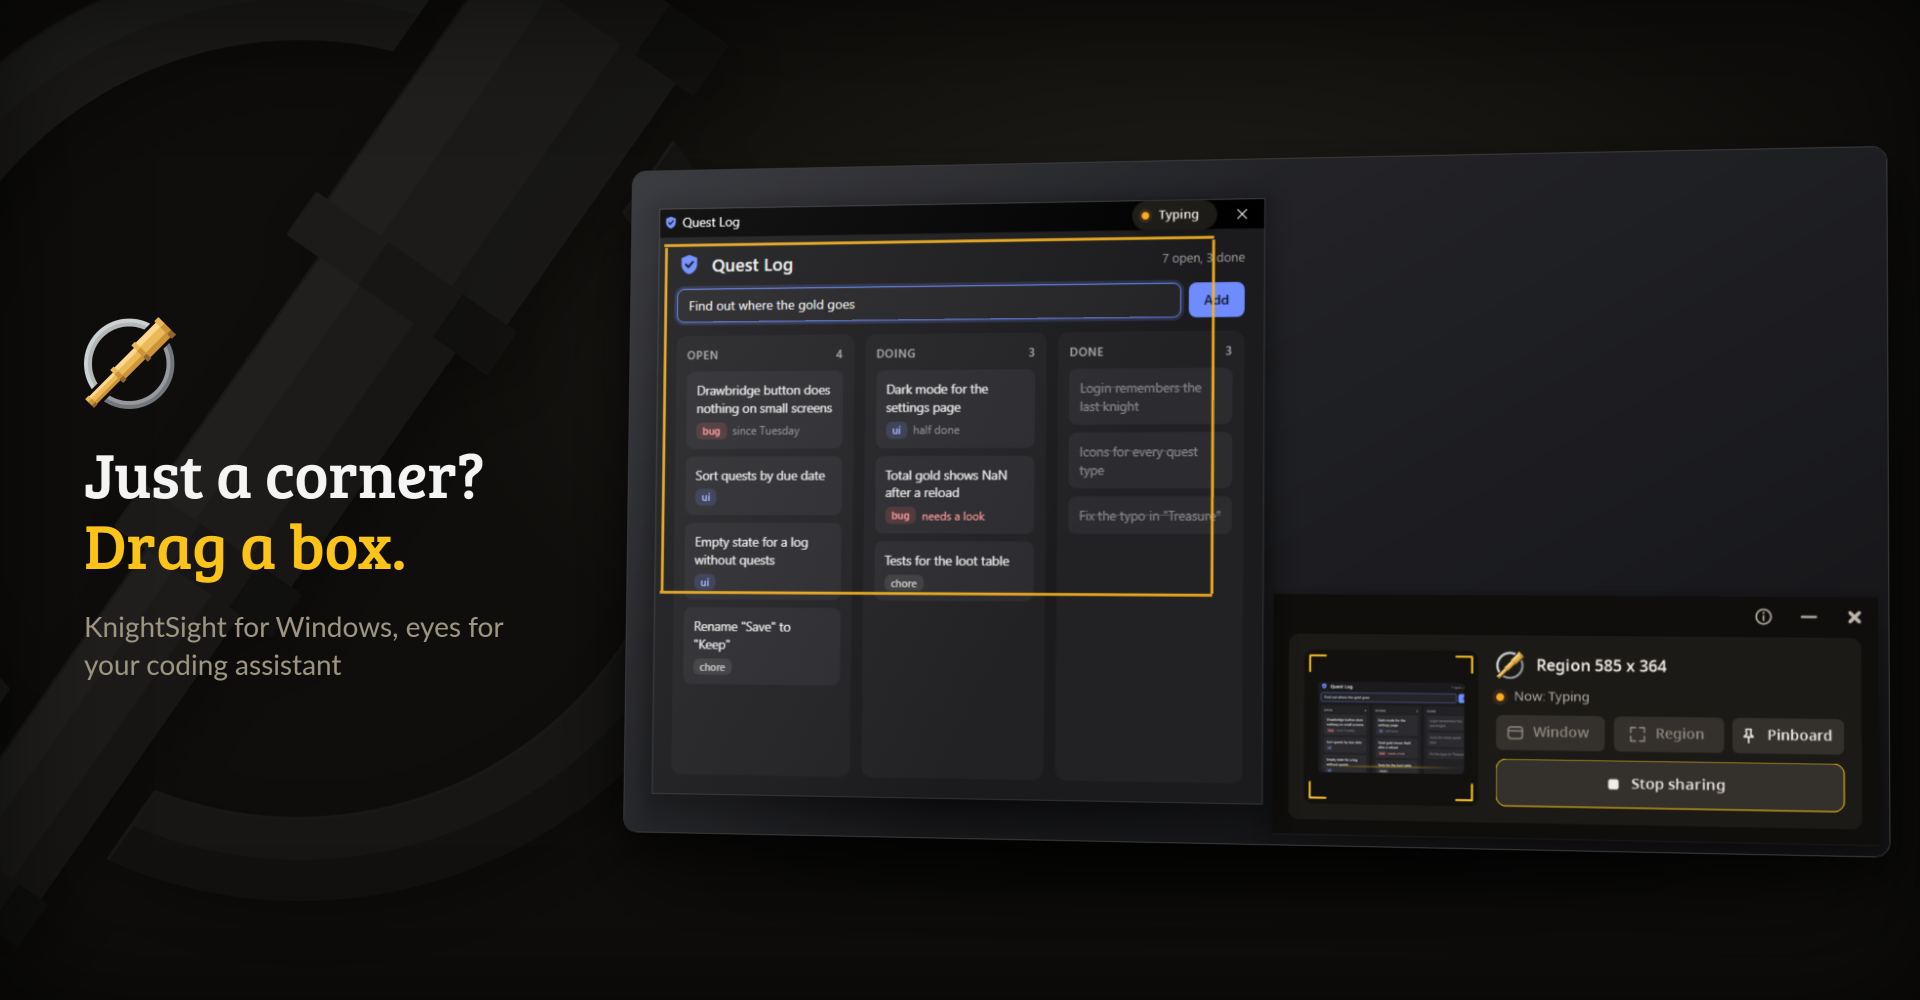 Just a corner?
Drag a box.
KnightSight for Windows, eyes for
your coding assistant
Quest Log
Typing
Quest Log
7 open, 3 done
Find out where the gold goes
Add
OPEN 4
Drawbridge button does
nothing on small screens
bug since Tuesday
Sort quests by due date
ui
Empty state for a log
without quests
ui
Rename "Save" to
"Keep"
chore
DOING 3
Dark mode for the
settings page
ui half done
Total gold shows NaN
after a reload
bug needs a look
Tests for the loot table
chore
DONE 3
Login remembers the
last knight
Icons for every quest
type
Fix the typo in "Treasure"
Region 585 x 364
Now: Typing
Window
Region
Pinboard
Stop sharing
Quest Log